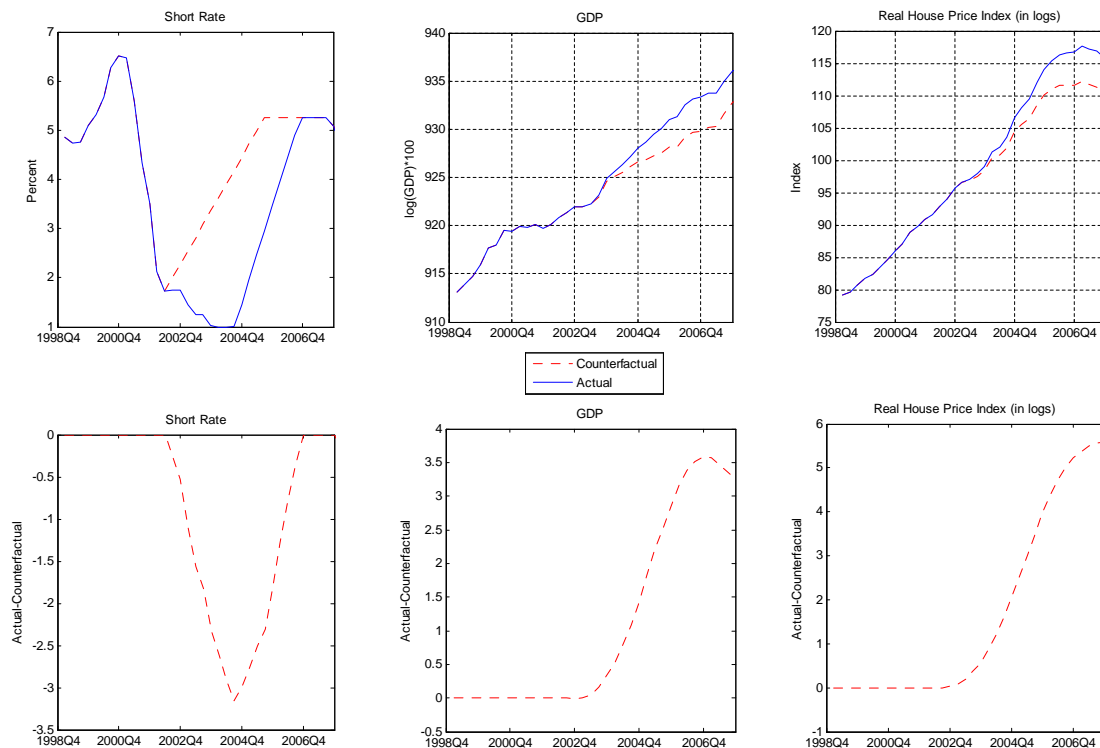 Short Rate
7
6
5
4
3
2
1
Percent
1998Q4 2000Q4 2002Q4 2004Q4 2006Q4
GDP
940
935
930
925
920
915
910
log(GDP)*100
1998Q4 2000Q4 2002Q4 2004Q4 2006Q4
Real House Price Index (in logs)
120
115
110
105
100
95
90
85
80
75
Index
1998Q4 2000Q4 2002Q4 2004Q4 2006Q4
Counterfactual
Actual
Short Rate
0
-0.5
-1
-1.5
-2
-2.5
-3
-3.5
Actual-Counterfactual
1998Q4 2000Q4 2002Q4 2004Q4 2006Q4
GDP
4
3.5
3
2.5
2
1.5
1
0.5
0
-0.5
Actual-Counterfactual
1998Q4 2000Q4 2002Q4 2004Q4 2006Q4
Real House Price Index (in logs)
6
5
4
3
2
1
0
-1
Actual-Counterfactual
1998Q4 2000Q4 2002Q4 2004Q4 2006Q4